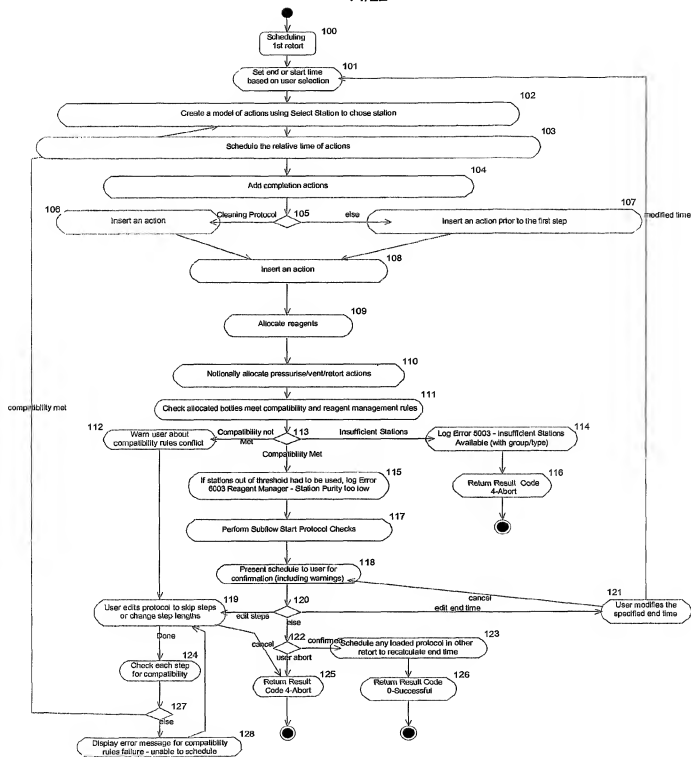 100
Scheduling
1st retort
101
Set end or start time
based on user selection
102
Create a model of actions using Select Station to chose station
103
Schedule the relative time of actions
104
Add completion actions
106
Cleaning Protocol
105
else
107
Insert an action
Insert an action prior to the first step
modified time
108
Insert an action
109
Allocate reagents
110
Notionally allocate pressurise/vent/retort actions
111
Check allocated bottles meet compatibility and reagent management rules
compatibility met
112
Warn user about
compatibility rules conflict
Compatibility not
Met
113
Insufficient Stations
114
Log Error 5003 - Insufficient Stations
Available (with group/type)
Compatibility Met
115
If stations out of threshold had to be used, log Error
6003 Reagent Manager - Station Purity too low
116
Return Result Code
4-Abort
117
Perform Subflow Start Protocol Checks
118
Present schedule to user for
confirmation (including warnings)
cancel
119
User edits protocol to skip steps
or change step lengths
edit steps
120
else
edit end time
121
User modifies the
specified end time
Done
cancel
122
confirmed
user abort
123
Schedule any loaded protocol in other
retort to recalculate end time
124
Check each step
for compatibility
125
Return Result
Code 4-Abort
126
Return Result Code
0-Successful
127
else
128
Display error message for compatibility
rules failure - unable to schedule